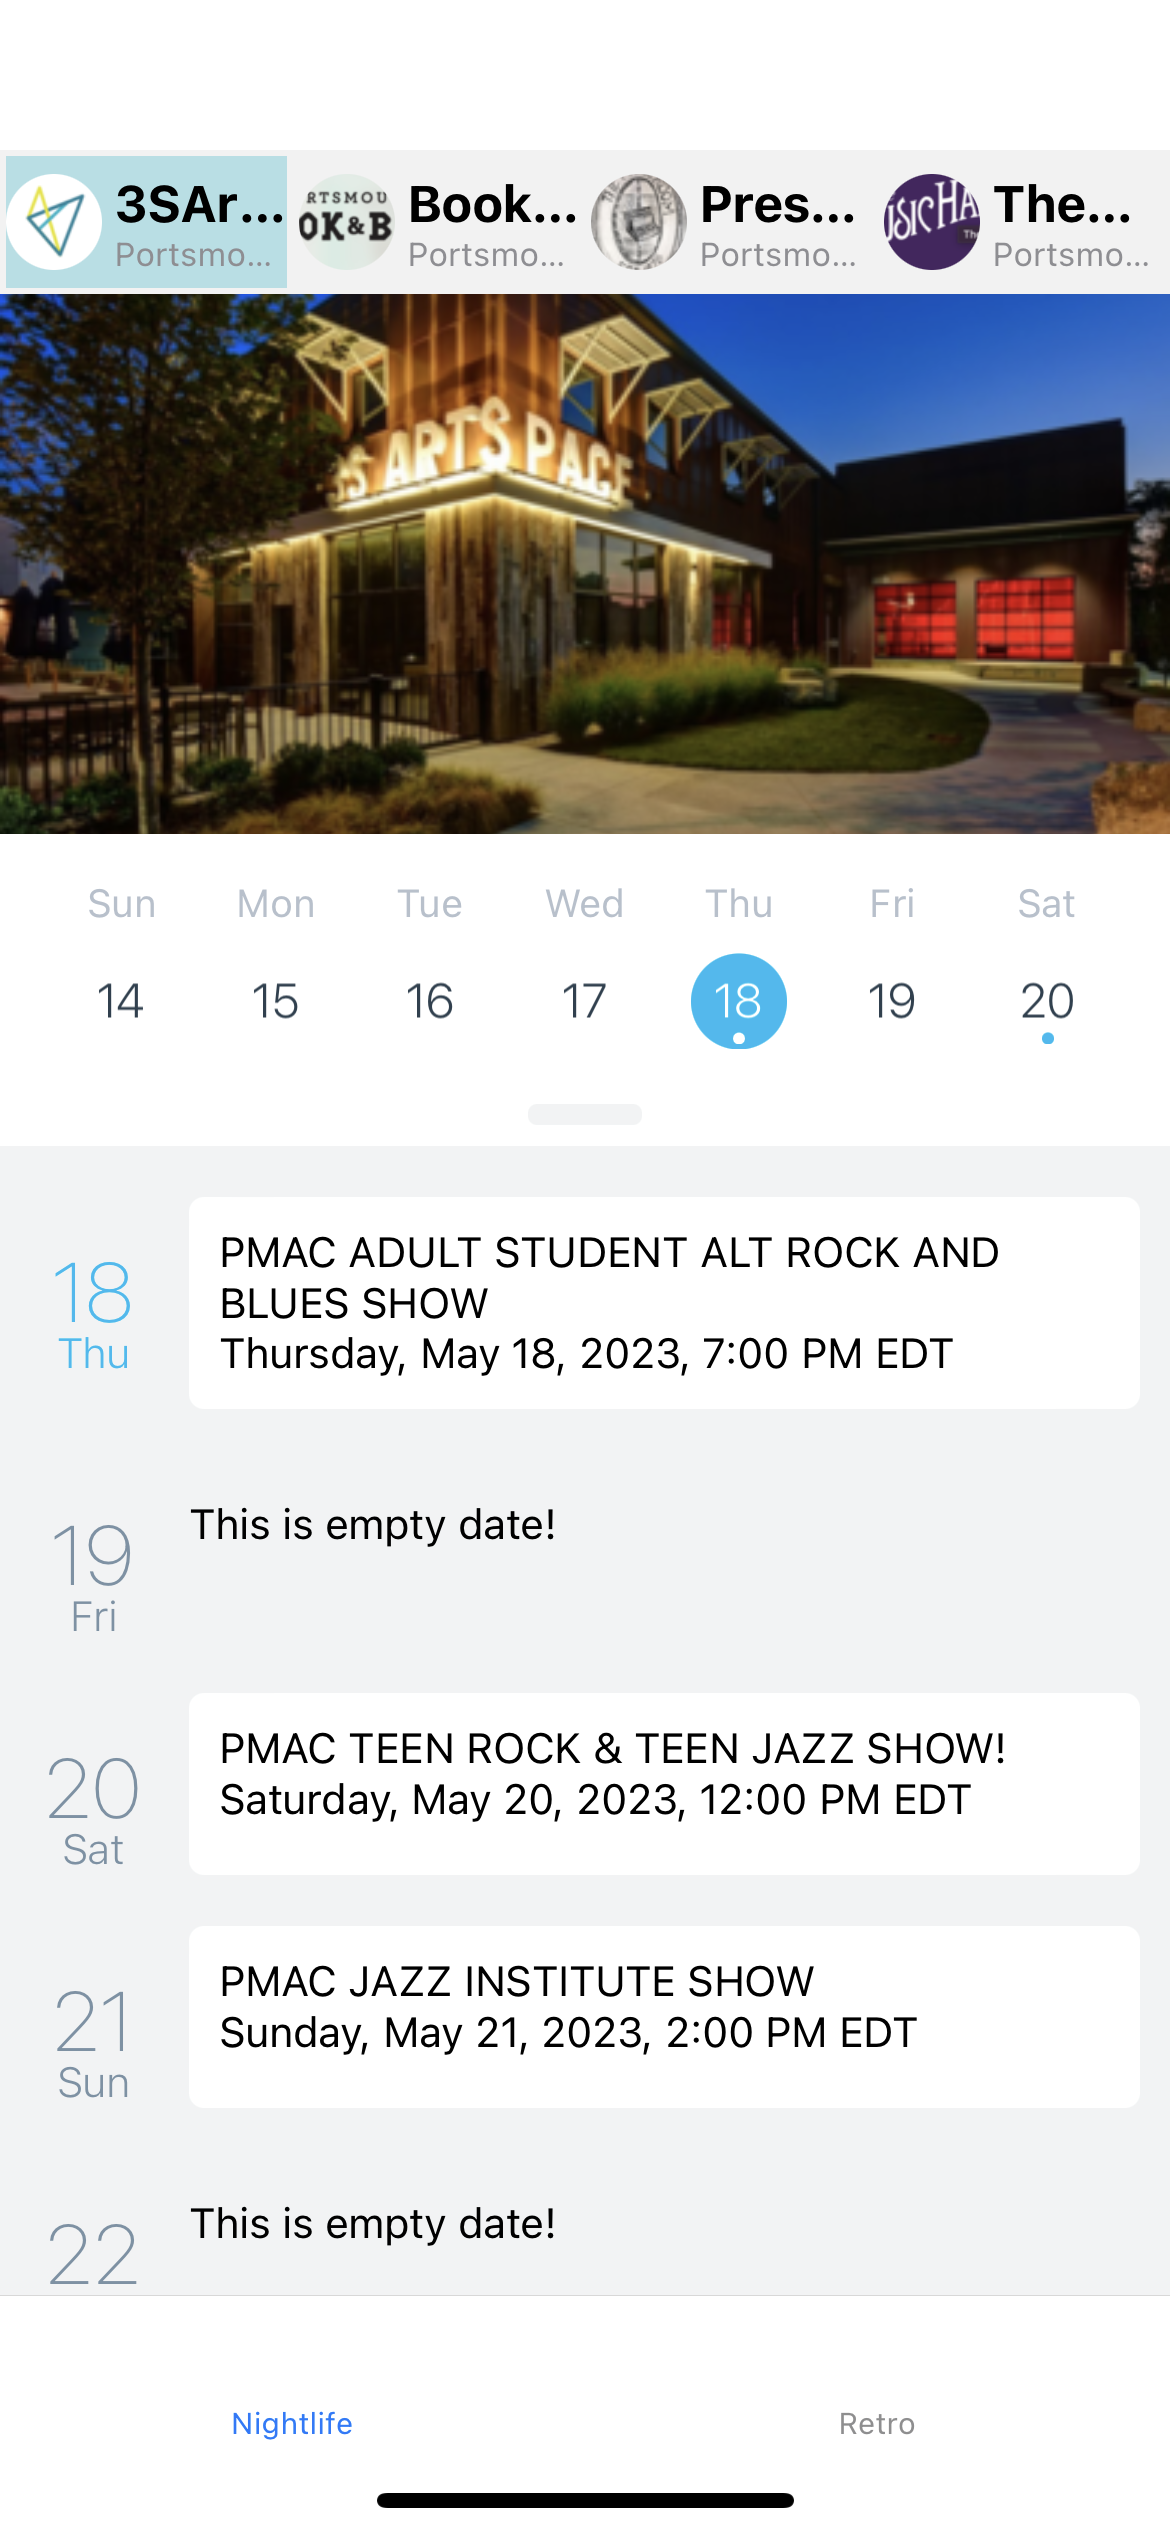 3SAr...
Portsmo...
RTSMOU
OK&B
Book...
Portsmo...
Pres...
Portsmo...
USIC HA
Th
The...
Portsmo...
3S ARTSPACE
Sun Mon Tue Wed Thu Fri Sat
14 15 16 17 18 19 20
18
Thu
PMAC ADULT STUDENT ALT ROCK AND
BLUES SHOW
Thursday, May 18, 2023, 7:00 PM EDT
19
Fri
This is empty date!
20
Sat
PMAC TEEN ROCK & TEEN JAZZ SHOW!
Saturday, May 20, 2023, 12:00 PM EDT
21
Sun
PMAC JAZZ INSTITUTE SHOW
Sunday, May 21, 2023, 2:00 PM EDT
22
This is empty date!
Nightlife
Retro